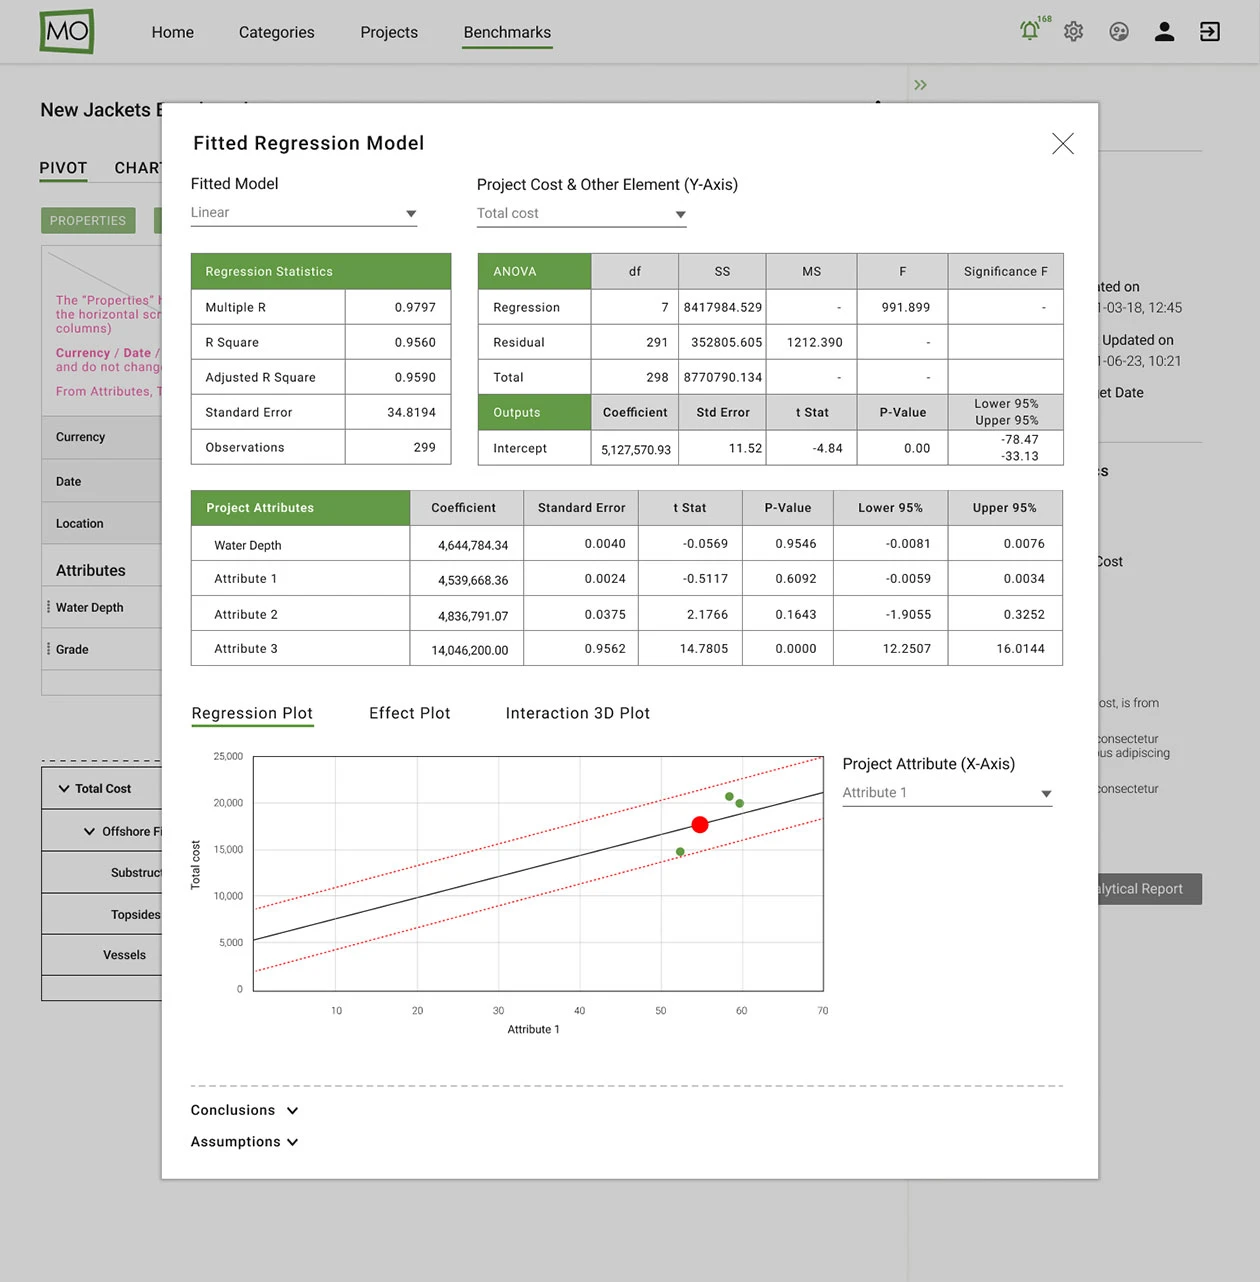 MO
Home
Categories
Projects
Benchmarks
168
New Jackets
PIVOT
CHART
PROPERTIES
The "Properties"
the horizontal
columns)
Currency / Date /
and do not change
From Attributes,
Currency
Date
Location
Attributes
Water Depth
Grade
Total Cost
Offshore
Topsides
Vessels
Fitted Regression Model
Fitted Model
Linear
Project Cost & Other Element (Y-Axis)
Total cost
Regression Statistics
Multiple R 0.9797
R Square 0.9560
Adjusted R Square 0.9590
Standard Error 34.8194
Observations 299
ANOVA df SS MS F Significance F
Regression 7 8417984.529 - 991.899 -
Residual 291 352805.605 1212.390 -
Total 298 8770790.134 - -
Outputs Coefficient Std Error t Stat P-Value Lower 95%
Upper 95%
Intercept 5,127,570.93 11.52 -4.84 0.00 -78.47
-33.13
Project Attributes Coefficient Standard Error t Stat P-Value Lower 95% Upper 95%
Water Depth 4,644,784.34 0.0040 -0.0569 0.9546 -0.0081 0.0076
Attribute 1 4,539,668.36 0.0024 -0.5117 0.6092 -0.0059 0.0034
Attribute 2 4,836,791.07 0.0375 2.1766 0.1643 -1.9055 0.3252
Attribute 3 14,046,200.00 0.9562 14.7805 0.0000 12.2507 16.0144
Regression Plot
Effect Plot
Interaction 3D Plot
25,000
20,000
15,000
10,000
5,000
0
Total cost
10 20 30 40 50 60 70
Attribute 1
Project Attribute (X-Axis)
Attribute 1
Conclusions
Assumptions
on
-03-18, 12:45
Updated on
-06-23, 10:21
Date
Cost
is from
consectetur
adipiscing
consectetur
Report